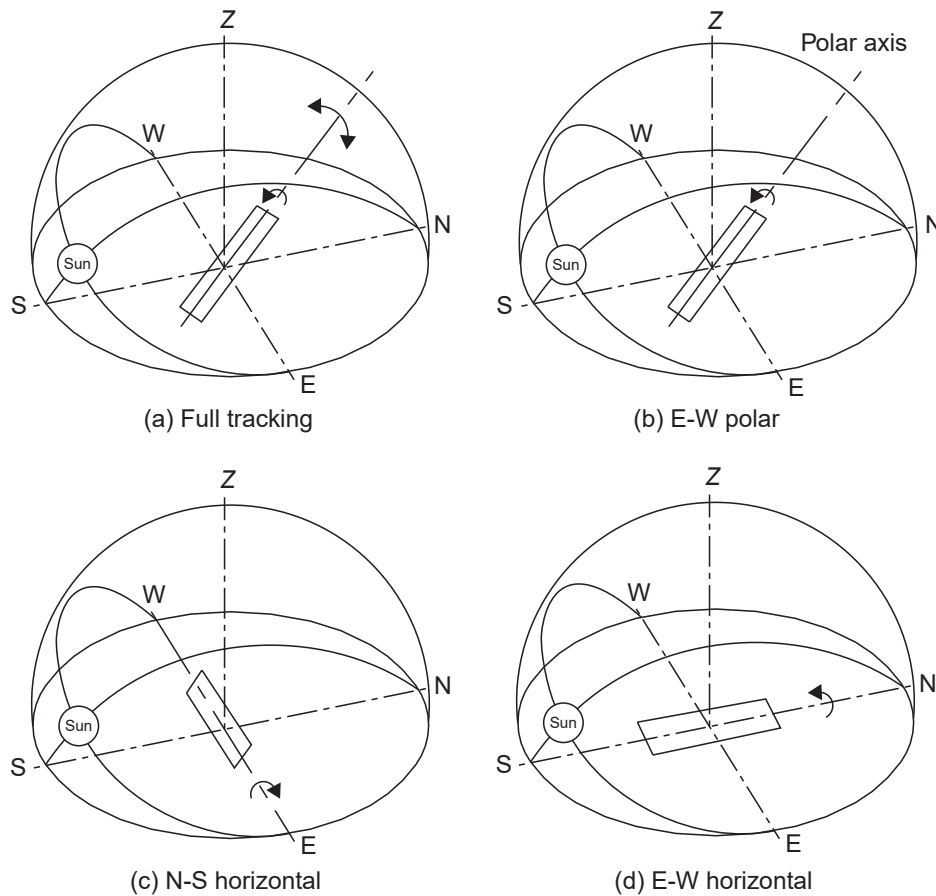 Z
Polar axis
W
N
Sun
S
E
(a) Full tracking
Z
W
N
Sun
S
E
(b) E-W polar
Z
W
N
Sun
S
E
(c) N-S horizontal
Z
W
N
Sun
S
E
(d) E-W horizontal